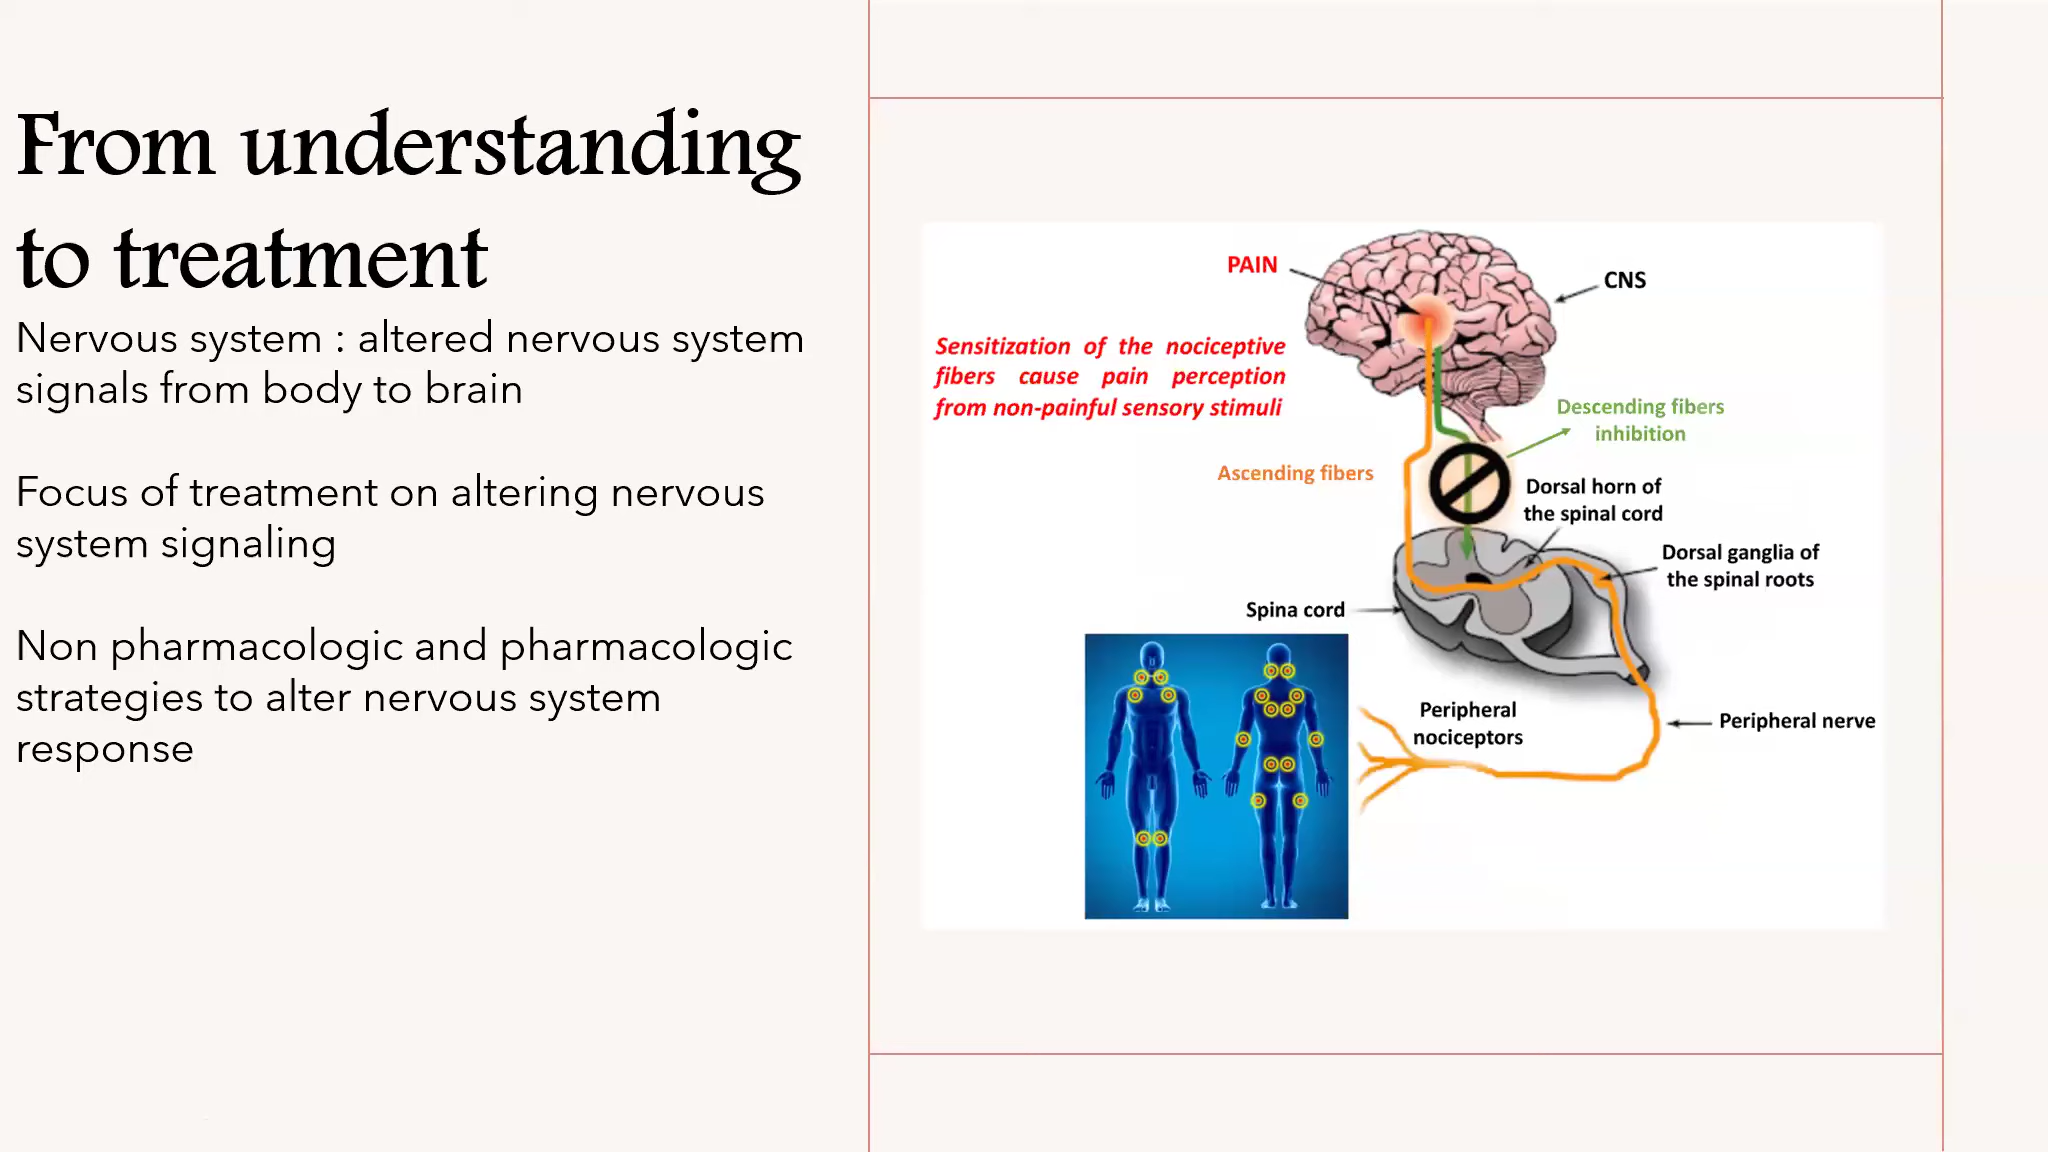 From understanding
to treatment
Nervous system : altered nervous system
signals from body to brain
Focus of treatment on altering nervous
system signaling
Non pharmacologic and pharmacologic
strategies to alter nervous system
response
PAIN
CNS
Sensitization of the nociceptive
fibers cause pain perception
from non-painful sensory stimuli
Descending fibers
inhibition
Ascending fibers
Dorsal horn of
the spinal cord
Dorsal ganglia of
the spinal roots
Spina cord
Peripheral
nociceptors
Peripheral nerve